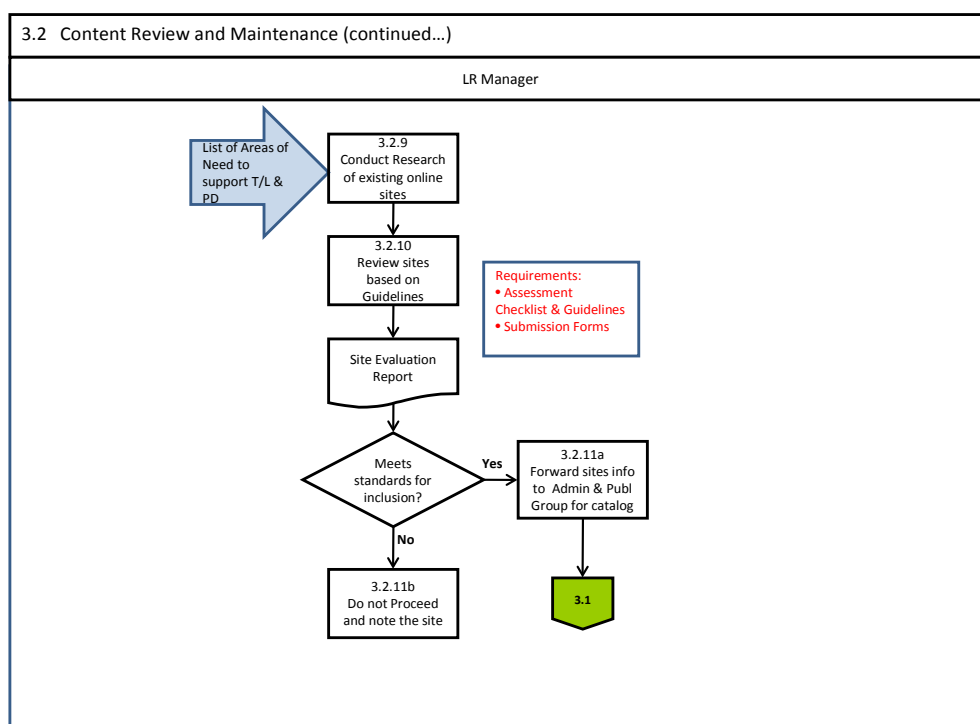 3.2 Content Review and Maintenance (continued…)
LR Manager
List of Areas of
Need to
support T/L &
PD
3.2.9
Conduct Research
of existing online
sites
3.2.10
Review sites
based on
Guidelines
Requirements:
• Assessment
Checklist & Guidelines
• Submission Forms
Site Evaluation
Report
Meets
standards for
inclusion?
Yes
3.2.11a
Forward sites info
to Admin & Publ
Group for catalog
No
3.2.11b
Do not Proceed
and note the site
3.1